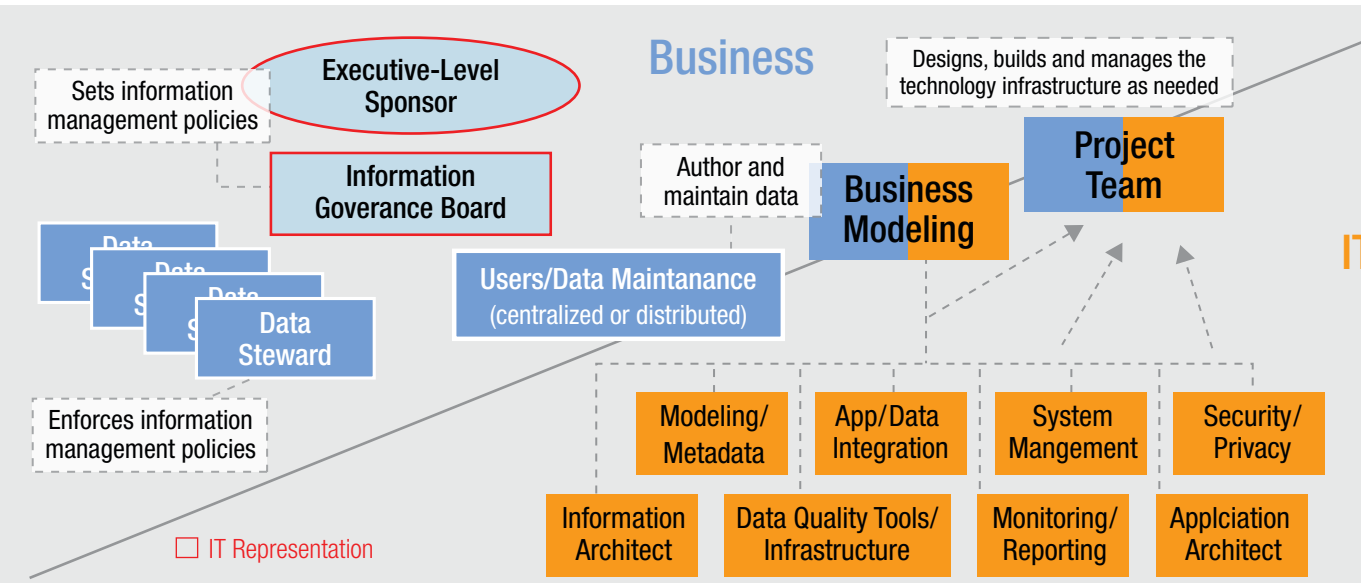 Business
Executive-Level
Sponsor
Sets information
management policies
Information
Goverance Board
Designs, builds and manages the
technology infrastructure as needed
Project
Team
Author and
maintain data
Business
Modeling
IT
Users/Data Maintanance
(centralized or distributed)
Data
S
Data
S
Data
S
Data
Steward
Enforces information
management policies
Modeling/
Metadata
App/Data
Integration
System
Mangement
Security/
Privacy
Information
Architect
Data Quality Tools/
Infrastructure
Monitoring/
Reporting
Applciation
Architect
IT Representation